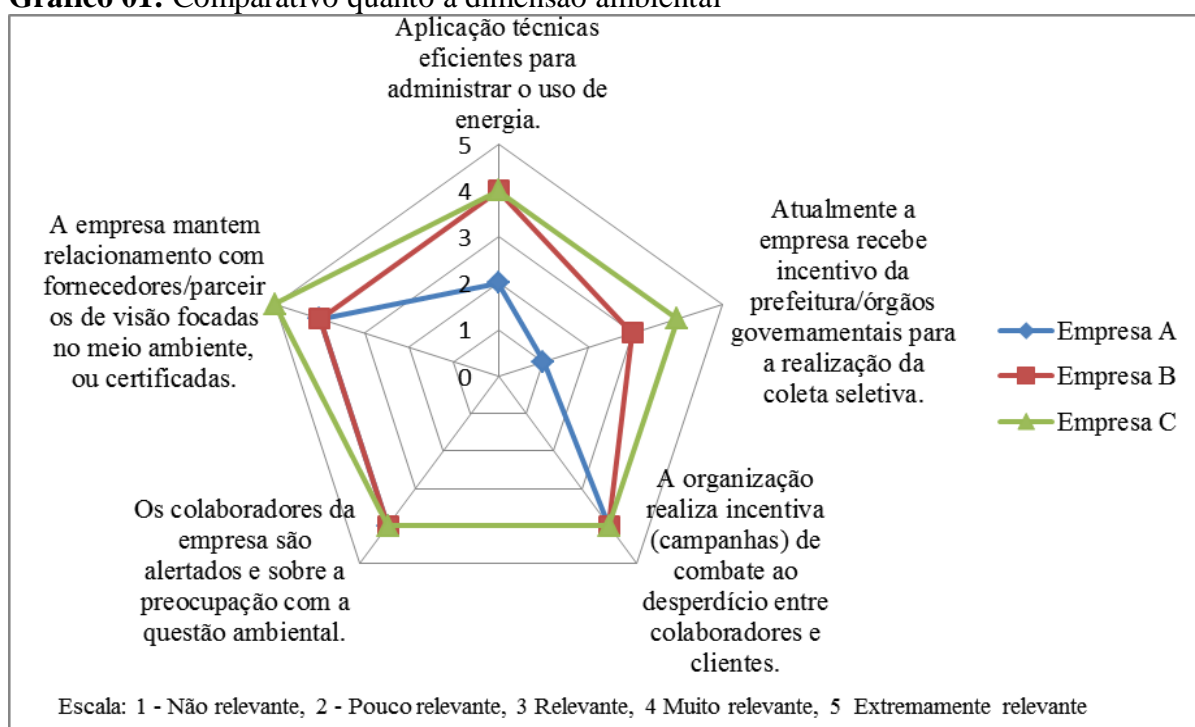 Gráfico 01: Comparativo quanto a dimensão ambiental
Aplicação técnicas
eficientes para
administrar o uso de
energia.
5
4
3
2
1
0
Atualmente a
empresa recebe
incentivo da
prefeitura/órgãos
governamentais para
a realização da
coleta seletiva.
A organização
realiza incentiva
(campanhas) de
combate ao
desperdício entre
colaboradores e
clientes.
Os colaboradores da
empresa são
alertados e sobre a
preocupação com a
questão ambiental.
A empresa mantem
relacionamento com
fornecedores/parceir
os de visão focadas
no meio ambiente,
ou certificadas.
Empresa A
Empresa B
Empresa C
Escala: 1 - Não relevante, 2 - Pouco relevante, 3 Relevante, 4 Muito relevante, 5 Extremamente relevante